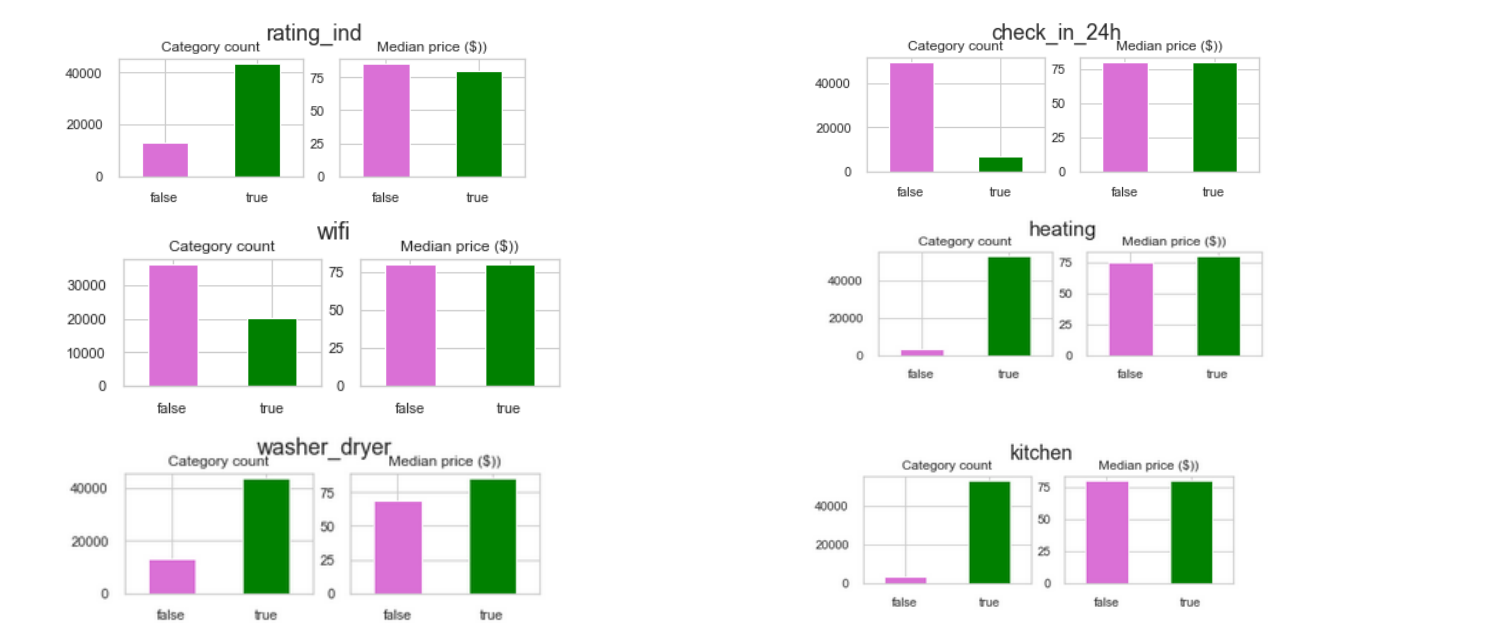 rating_ind
Category count Median price ($))
40000
20000
0
75
50
25
0
false true false true
check_in_24h
Category count Median price ($))
40000
20000
0
75
50
25
0
false true false true
wifi
Category count Median price ($))
30000
20000
10000
0
75
50
25
0
false true false true
heating
Category count Median price ($))
40000
20000
0
75
50
25
0
false true false true
washer_dryer
Category count Median price ($))
40000
20000
0
75
50
25
0
false true false true
kitchen
Category count Median price ($))
40000
20000
0
75
50
25
0
false true false true